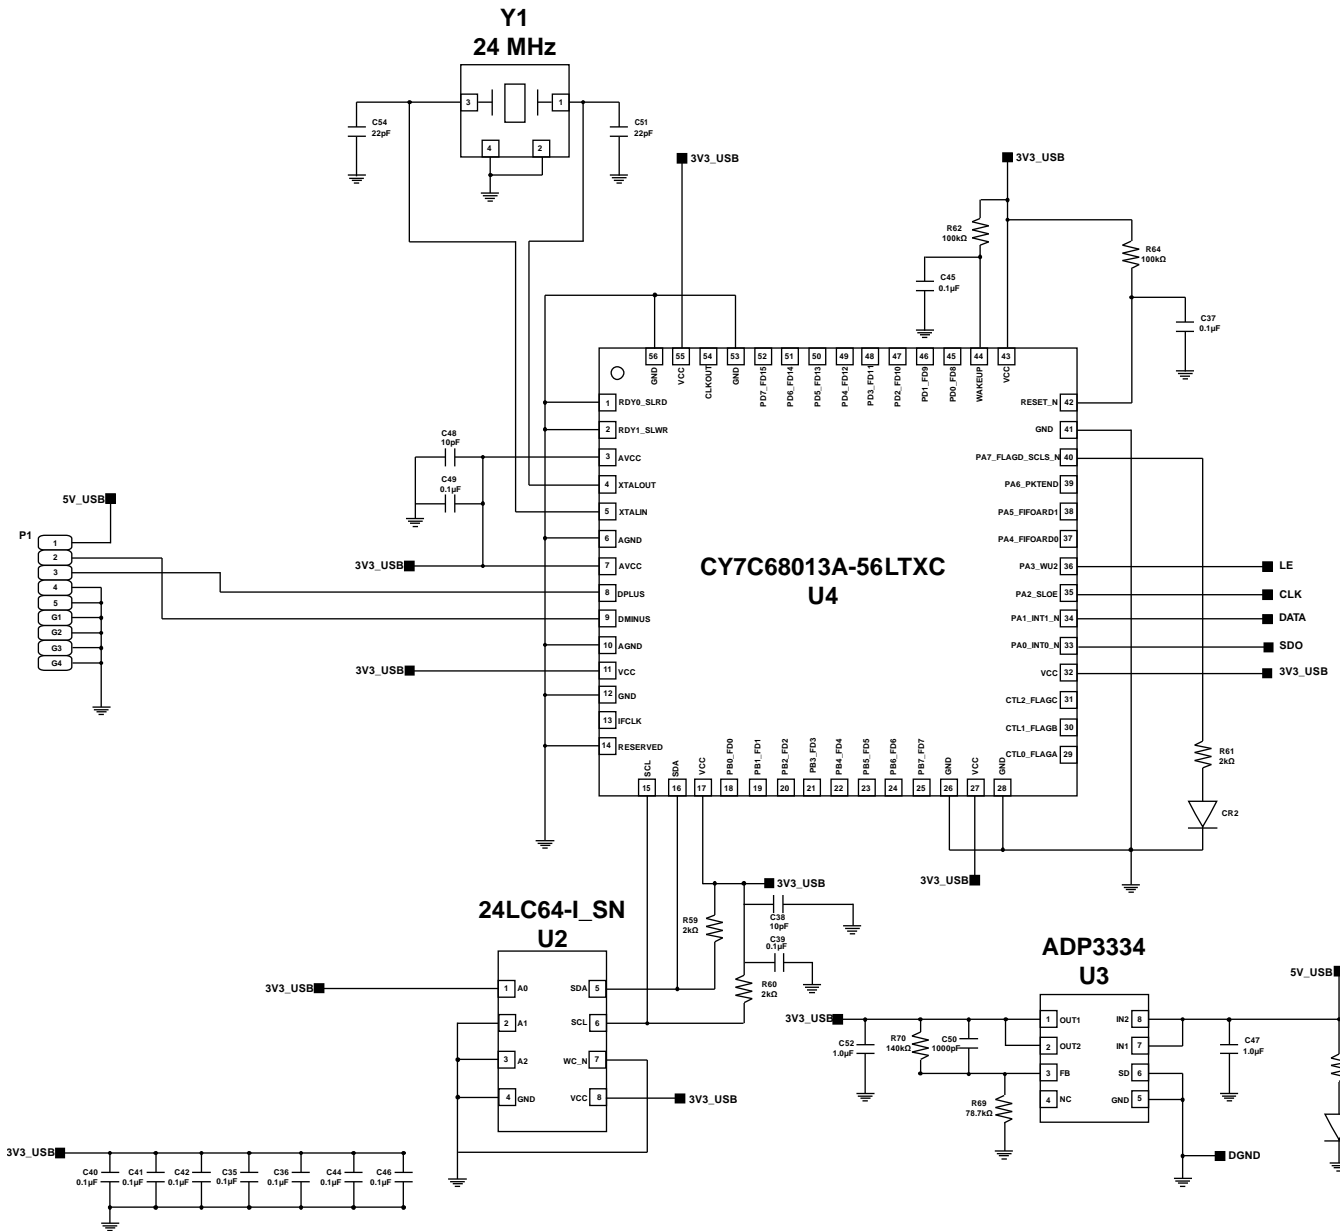 Y1
24 MHz
3
1
4
2
C54
22pF
C51
22pF
3V3_USB
3V3_USB
R62
100kΩ
R64
100kΩ
C45
0.1µF
C37
0.1µF
56
55
54
53
52
51
50
49
48
47
46
45
44
43
GND
VCC
CLKOUT
GND
PD7_FD15
PD6_FD14
PD5_FD13
PD4_FD12
PD3_FD11
PD2_FD10
PD1_FD9
PD0_FD8
WAKEUP
VCC
1 RDY0_SLRD
2 RDY1_SLWR
3 AVCC
4 XTALOUT
5 XTALIN
6 AGND
7 AVCC
8 DPLUS
9 DMINUS
10 AGND
11 VCC
12 GND
13 IFCLK
14 RESERVED
RESET_N 42
GND 41
PA7_FLAGD_SCLS_N 40
PA6_PKTEND 39
PA5_FIFOARD1 38
PA4_FIFOARD0 37
PA3_WU2 36
PA2_SLOE 35
PA1_INT1_N 34
PA0_INT0_N 33
VCC 32
CTL2_FLAGC 31
CTL1_FLAGB 30
CTL0_FLAGA 29
C48
10pF
C49
0.1µF
5V_USB
P1
1
2
3
4
5
G1
G2
G3
G4
3V3_USB
3V3_USB
CY7C68013A-56LTXC
U4
LE
CLK
DATA
SDO
3V3_USB
SCL
SDA
VCC
PB0_FD0
PB1_FD1
PB2_FD2
PB3_FD3
PB4_FD4
PB5_FD5
PB6_FD6
PB7_FD7
GND
VCC
GND
15
16
17
18
19
20
21
22
23
24
25
26
27
28
R61
2kΩ
CR2
3V3_USB
3V3_USB
R59
2kΩ
C38
10pF
C39
0.1µF
R60
2kΩ
24LC64-I_SN
U2
3V3_USB
1 A0
2 A1
3 A2
4 GND
SDA 5
SCL 6
WC_N 7
VCC 8
3V3_USB
ADP3334
U3
5V_USB
3V3_USB
C52
1.0µF
R70
140kΩ
C50
1000pF
R69
78.7kΩ
1 OUT1
2 OUT2
3 FB
4 NC
IN2 8
IN1 7
SD 6
GND 5
C47
1.0µF
DGND
3V3_USB
C40
0.1µF
C41
0.1µF
C42
0.1µF
C35
0.1µF
C36
0.1µF
C44
0.1µF
C46
0.1µF